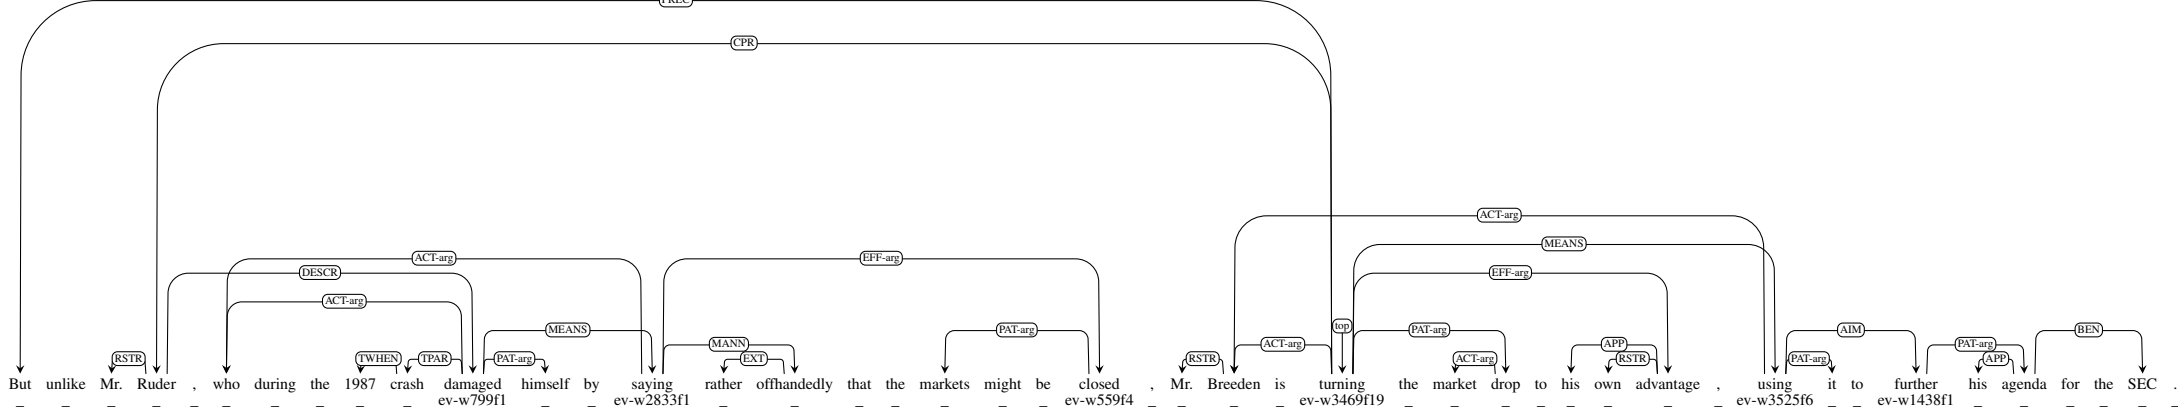 PREC
CPR
ACT-arg
MEANS
ACT-arg EFF-arg
DESCR EFF-arg
ACT-arg
top
MEANS PAT-arg PAT-arg AIM BEN
MANN ACT-arg APP PAT-arg
RSTR TWHEN TPAR PAT-arg EXT RSTR ACT-arg RSTR PAT-arg APP
But unlike Mr. Ruder , who during the 1987 crash damaged himself by saying rather offhandedly that the markets might be closed , Mr. Breeden is turning the market drop to his own advantage , using it to further his agenda for the SEC .
_ _ _ _ _ _ _ _ _ _ ev-w799f1 _ _ ev-w2833f1 _ _ _ _ _ _ _ ev-w559f4 _ _ _ _ ev-w3469f19 _ _ _ _ _ _ _ _ ev-w3525f6 _ _ ev-w1438f1 _ _ _ _ _ _